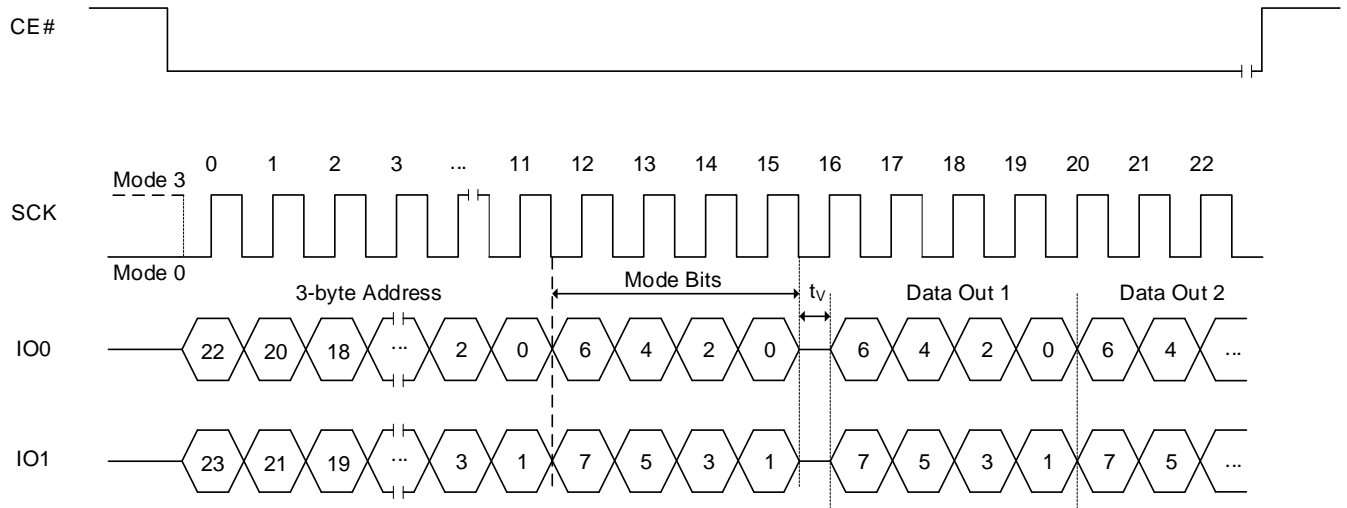 CE#
0 1 2 3 ... 11 12 13 14 15 16 17 18 19 20 21 22
Mode 3
SCK
Mode 0
3-byte Address Mode Bits tV Data Out 1 Data Out 2
IO0 22 20 18 ... 2 0 6 4 2 0 6 4 2 0 6 4 ...
IO1 23 21 19 ... 3 1 7 5 3 1 7 5 3 1 7 5 ...